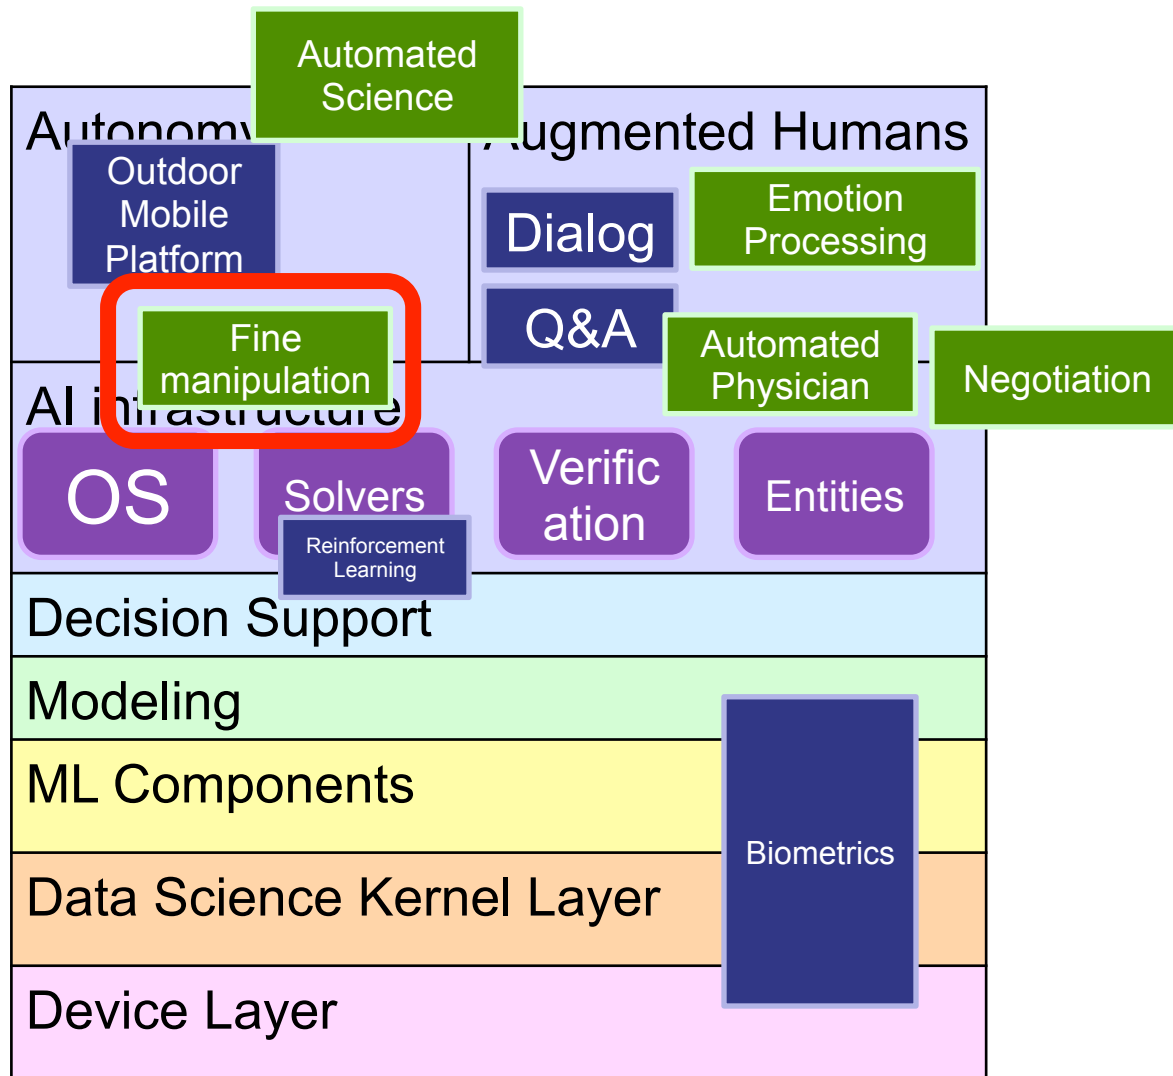 Automated
Science
Autonomy
Augmented Humans
Outdoor
Mobile
Platform
Dialog
Emotion
Processing
Q&A
Fine
manipulation
Automated
Physician
Negotiation
AI infrastructure
OS
Solvers
Verific
ation
Entities
Reinforcement
Learning
Decision Support
Modeling
ML Components
Biometrics
Data Science Kernel Layer
Device Layer